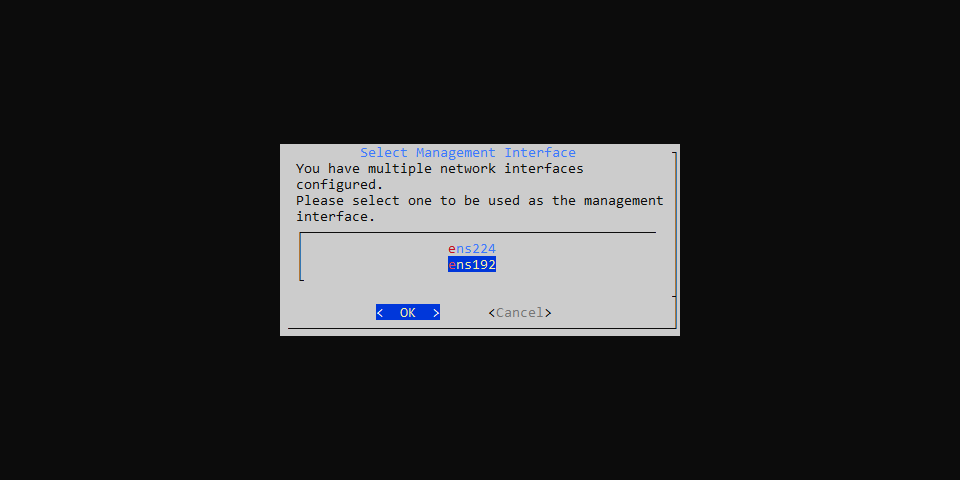 Select Management Interface
You have multiple network interfaces
configured.
Please select one to be used as the management
interface.
ens224
ens192
<  OK  >
<Cancel>